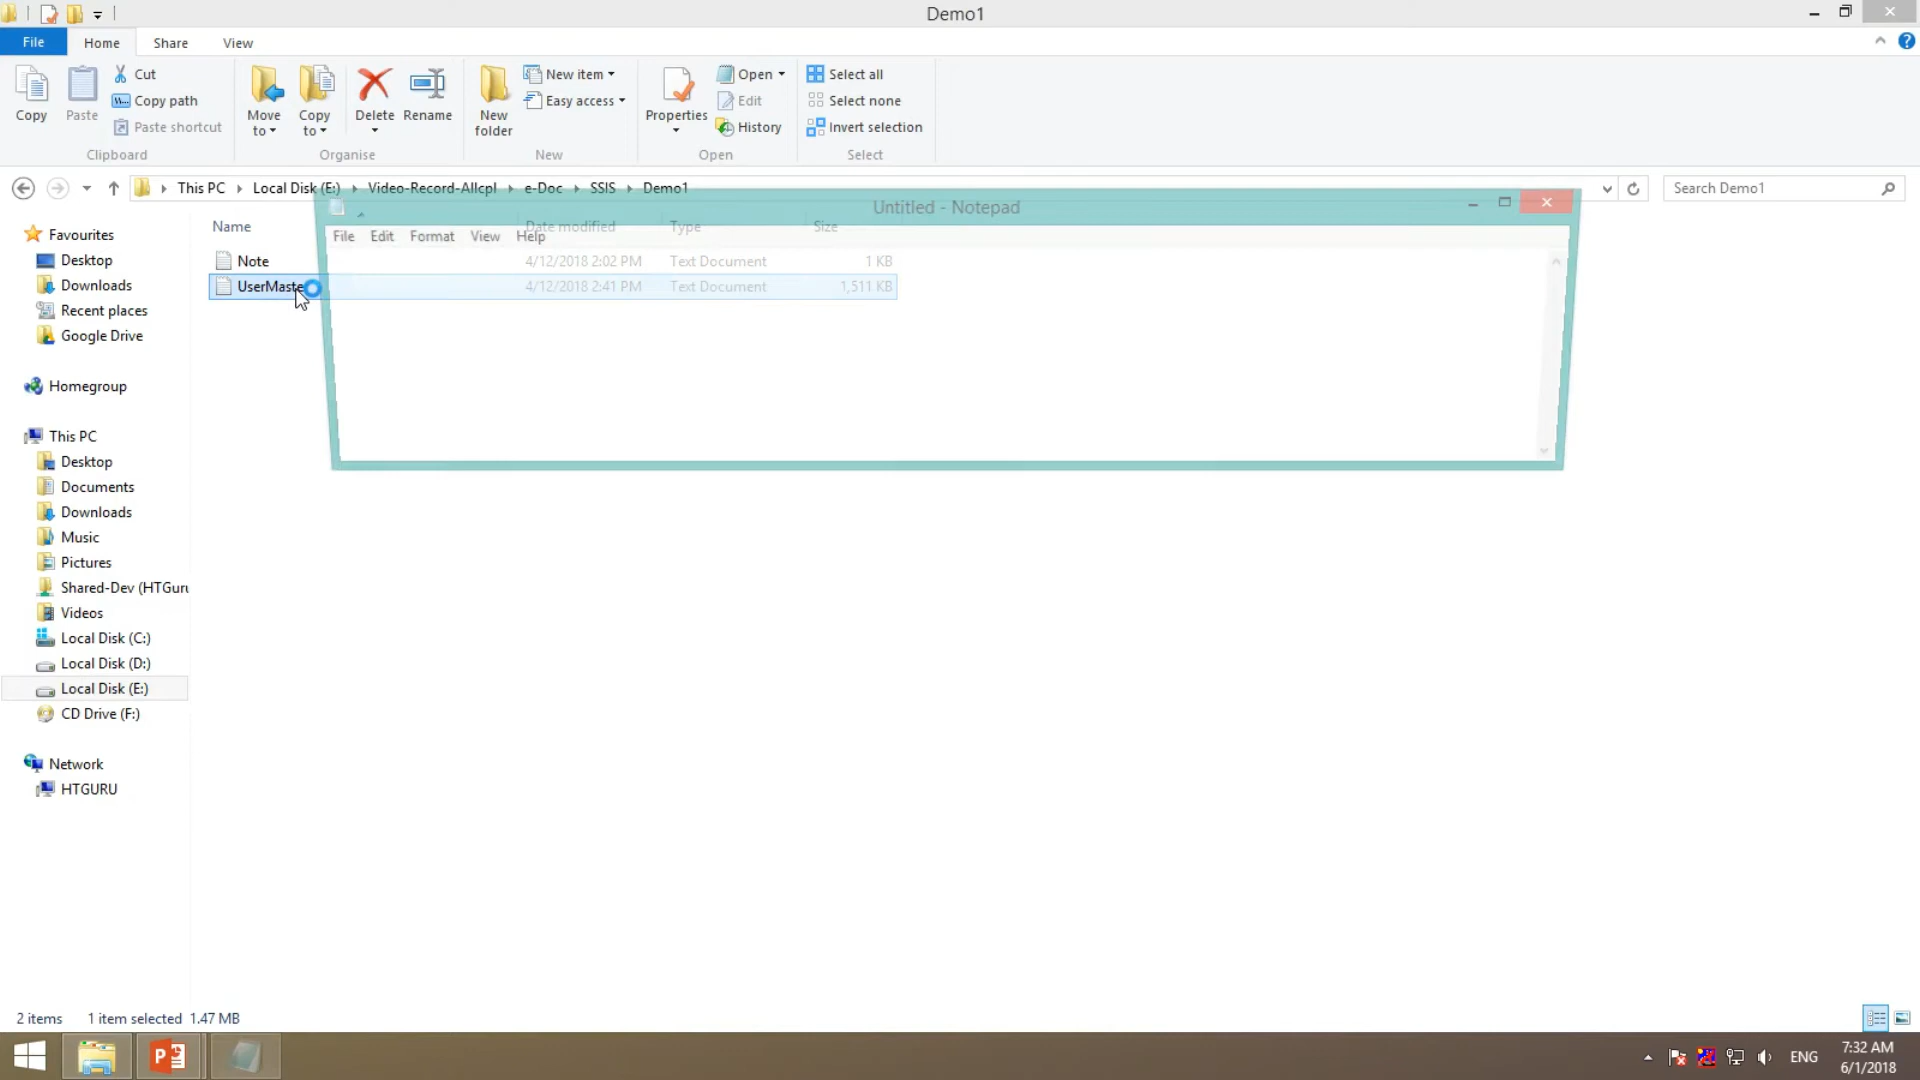 Demo1
File Home Share View
Copy
Paste
Cut
Copy path
Paste shortcut
Clipboard
Move to
Copy to
Delete
Rename
Organise
New folder
New item
Easy access
New
Properties
Open
Edit
History
Open
Select all
Select none
Invert selection
Select
This PC Local Disk (E:) Video-Record-Allcpl e-Doc SSIS Demo1
Search Demo1
Untitled - Notepad
File Edit Format View Help
Name Date modified Type Size
Note 4/12/2018 2:02 PM Text Document 1 KB
UserMaste 4/12/2018 2:41 PM Text Document 1,511 KB
Favourites
Desktop
Downloads
Recent places
Google Drive
Homegroup
This PC
Desktop
Documents
Downloads
Music
Pictures
Shared-Dev (HTGuru
Videos
Local Disk (C:)
Local Disk (D:)
Local Disk (E:)
CD Drive (F:)
Network
HTGURU
2 items 1 item selected 1.47 MB
ENG
7:32 AM
6/1/2018